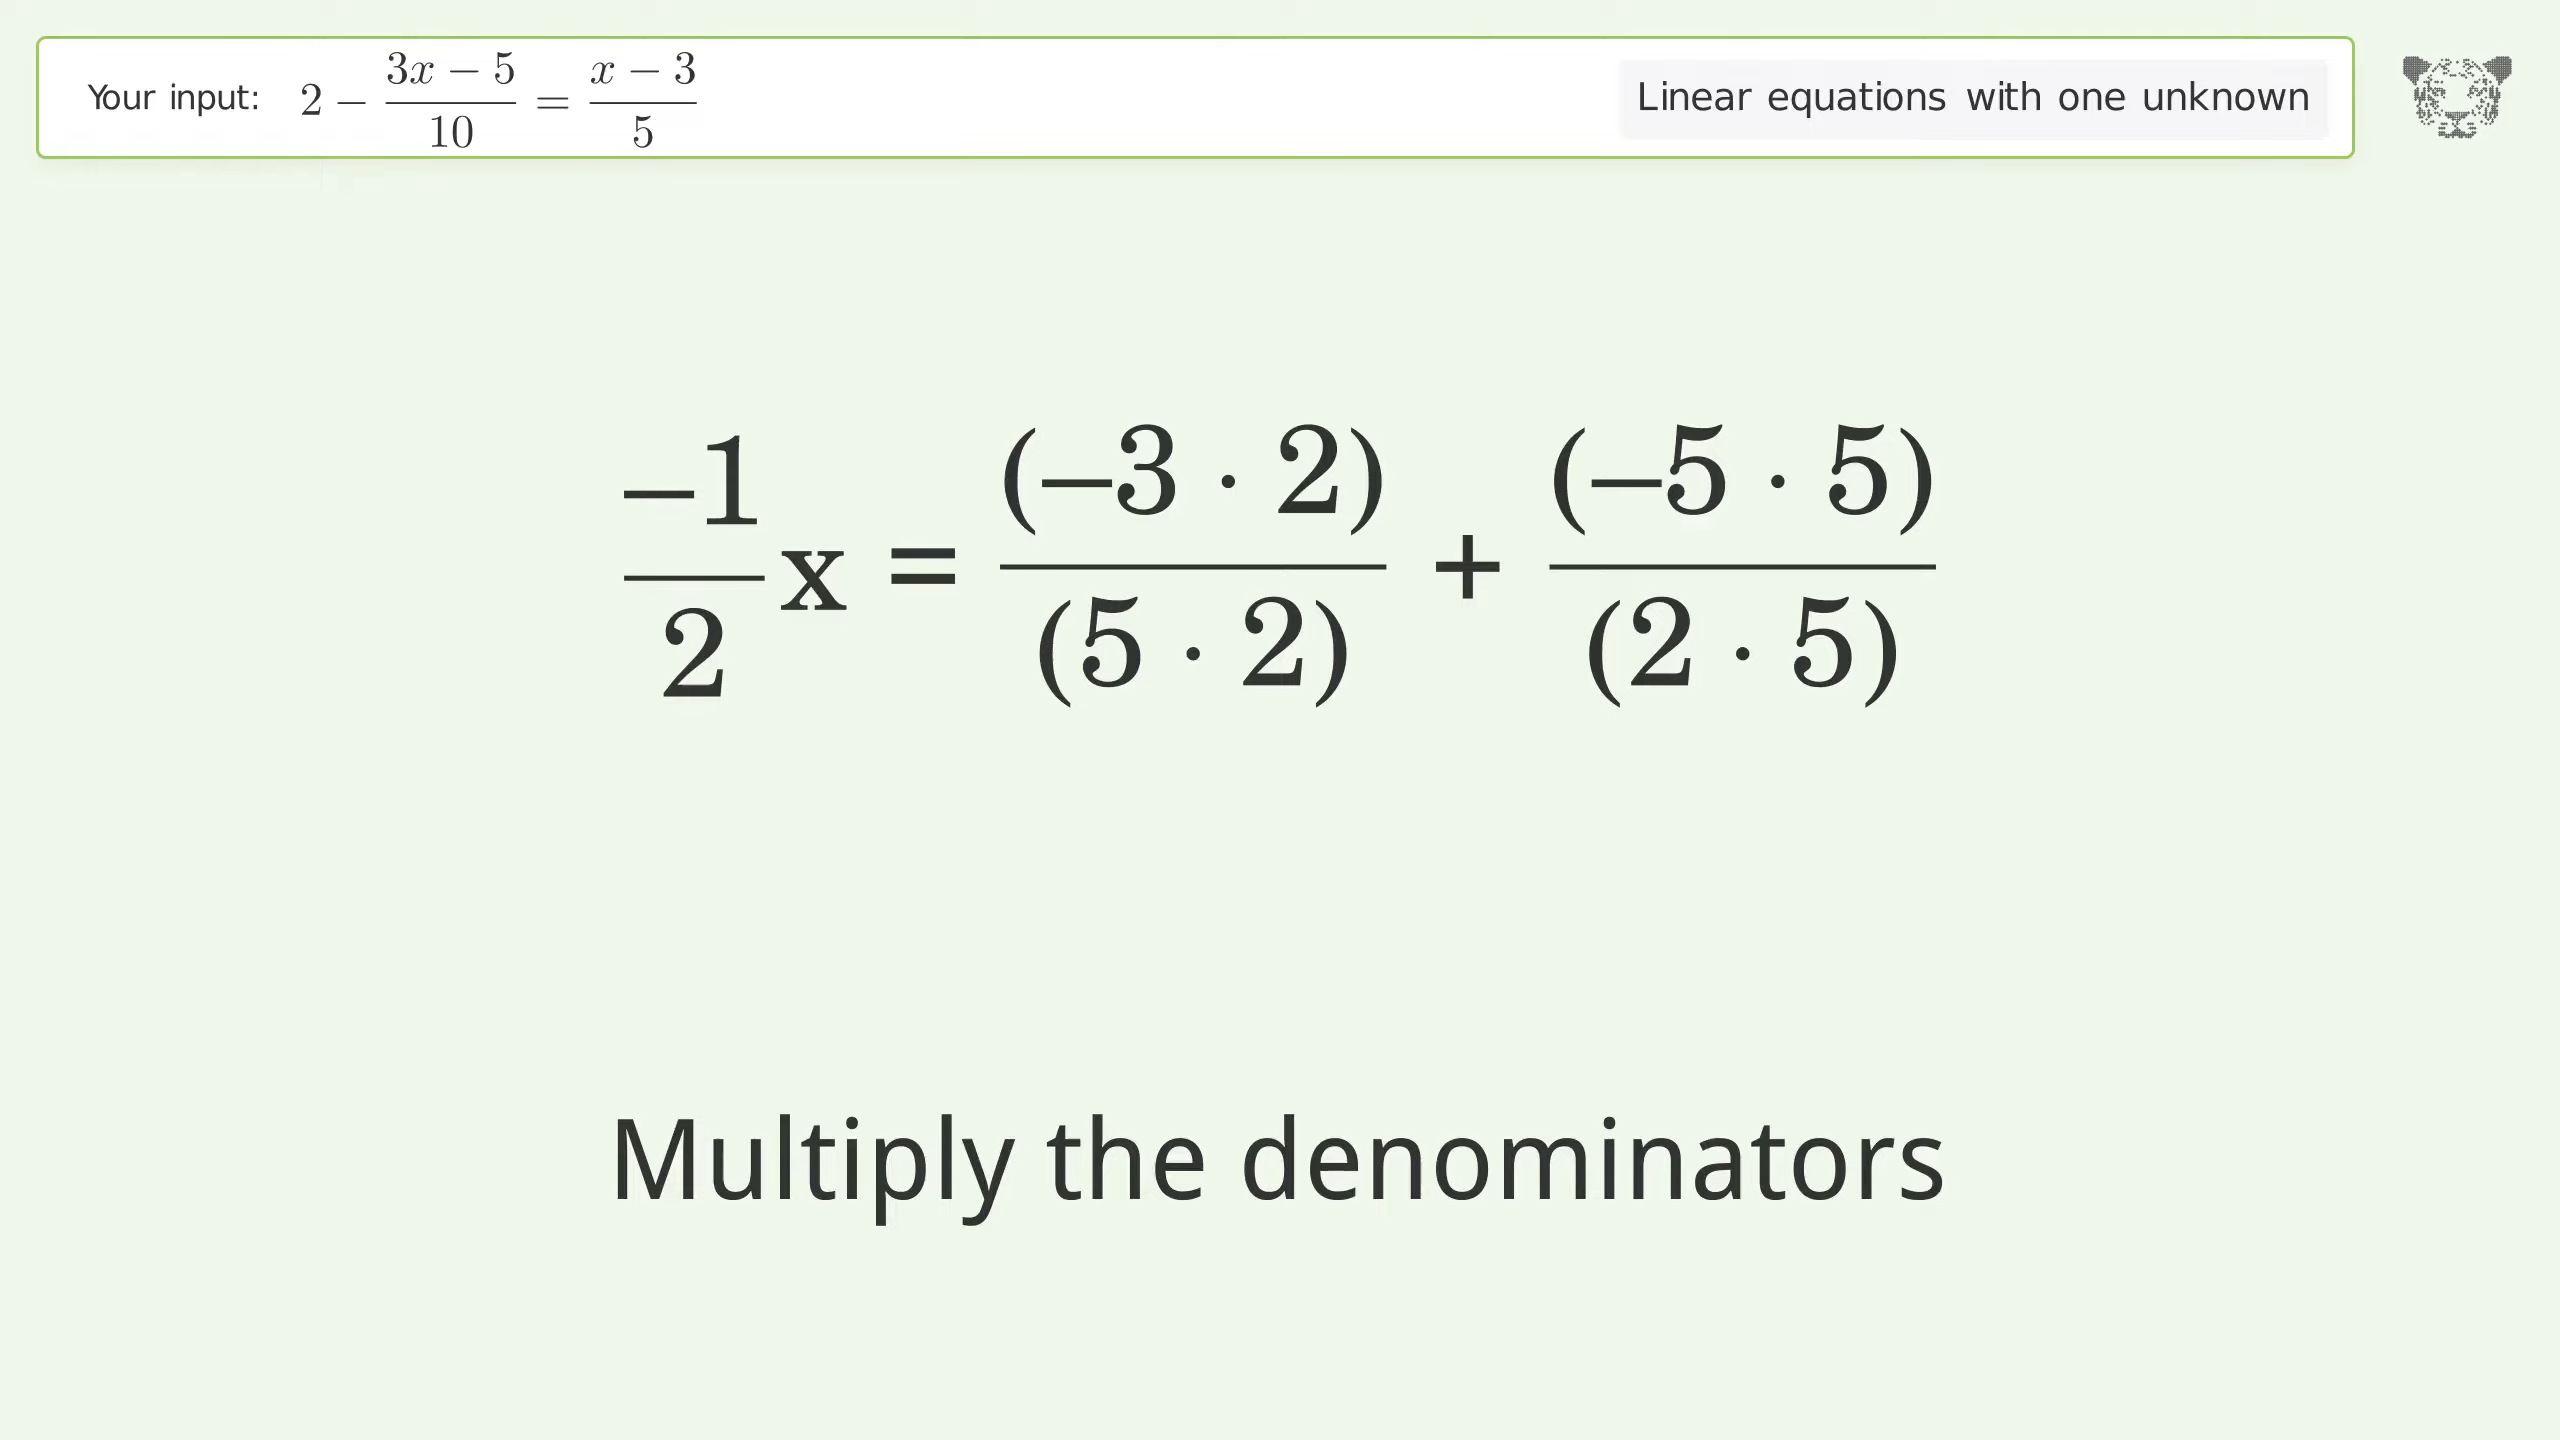 Your input: 2 − (3x − 5)/10 = (x − 3)/5
Linear equations with one unknown
−1/2 x = (−3 · 2)/(5 · 2) + (−5 · 5)/(2 · 5)
Multiply the denominators